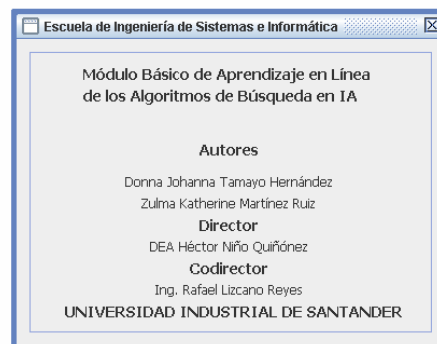 Escuela de Ingeniería de Sistemas e Informática
Módulo Básico de Aprendizaje en Línea
de los Algoritmos de Búsqueda en IA
Autores
Donna Johanna Tamayo Hernández
Zulma Katherine Martínez Ruiz
Director
DEA Héctor Niño Quiñónez
Codirector
Ing. Rafael Lizcano Reyes
UNIVERSIDAD INDUSTRIAL DE SANTANDER